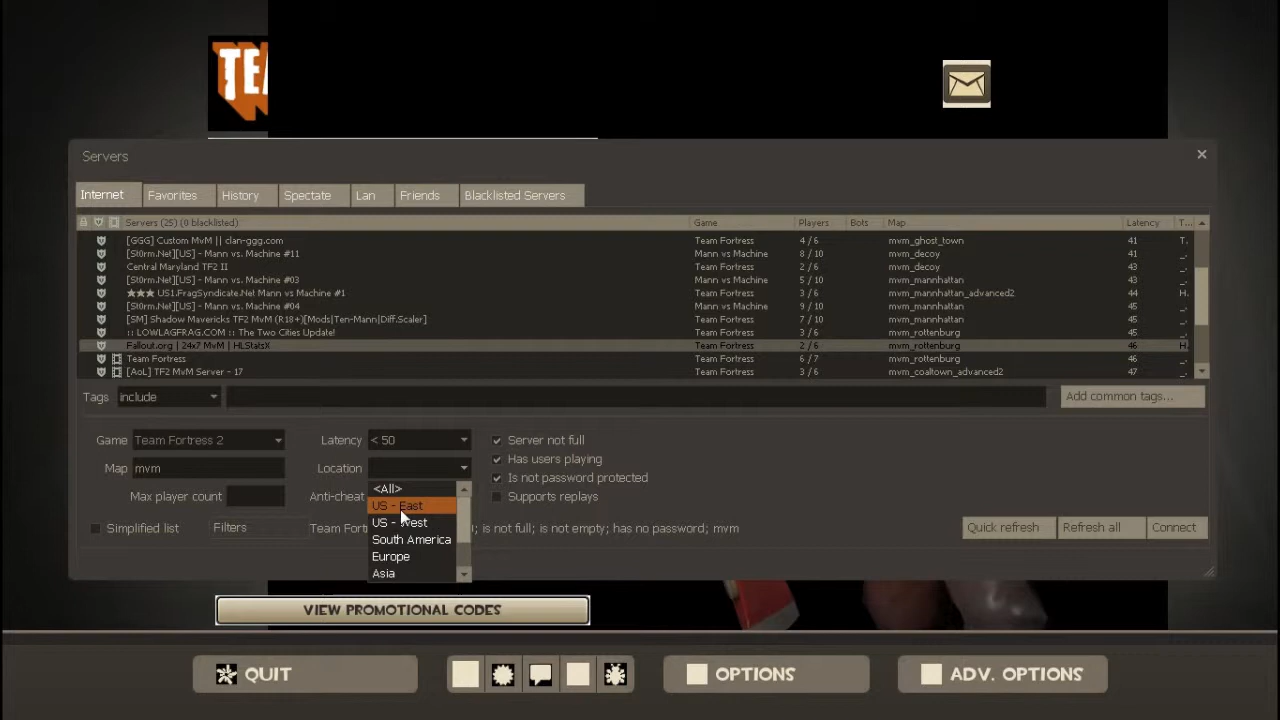 TEA
Servers
Internet Favorites History Spectate Lan Friends Blacklisted Servers
Servers (25) (0 blacklisted) Game Players Bots Map Latency T...
[GGG] Custom MvM || clan-ggg.com Team Fortress 4 / 6 mvm_ghost_town 41 T.
[St0rm.Net][US] - Mann vs. Machine #11 Mann vs Machine 8 / 10 mvm_decoy 41 _.
Central Maryland TF2 II Team Fortress 2 / 6 mvm_decoy 43 _.
[St0rm.Net][US] - Mann vs. Machine #03 Mann vs Machine 5 / 10 mvm_mannhattan 43 _.
★★★ US1.FragSyndicate.Net Mann vs Machine #1 Team Fortress 3 / 6 mvm_mannhattan_advanced2 44 H.
[St0rm.Net][US] - Mann vs. Machine #04 Mann vs Machine 9 / 10 mvm_mannhattan 45 _.
[SM] Shadow Mavericks TF2 MvM (R18+)[Mods|Ten-Mann|Diff.Scaler] Team Fortress 7 / 10 mvm_mannhattan 45 _.
:: LOWLAGFRAG.COM :: The Two Cities Update! Team Fortress 3 / 6 mvm_rottenburg 45 _.
Fallout.org | 24x7 MvM | HLStatsX Team Fortress 2 / 6 mvm_rottenburg 46 H.
Team Fortress Team Fortress 6 / 7 mvm_rottenburg 46 _.
[AoL] TF2 MvM Server - 17 Team Fortress 3 / 6 mvm_coaltown_advanced2 47 _.
Tags include Add common tags...
Game Team Fortress 2 Latency < 50 Server not full
Has users playing
Map mvm Location Is not password protected
<All>
Max player count Anti-cheat Supports replays
US - East
US - West
Simplified list Filters Team Fort 0; is not full; is not empty; has no password; mvm Quick refresh Refresh all Connect
South America
Europe
Asia
VIEW PROMOTIONAL CODES
QUIT OPTIONS ADV. OPTIONS